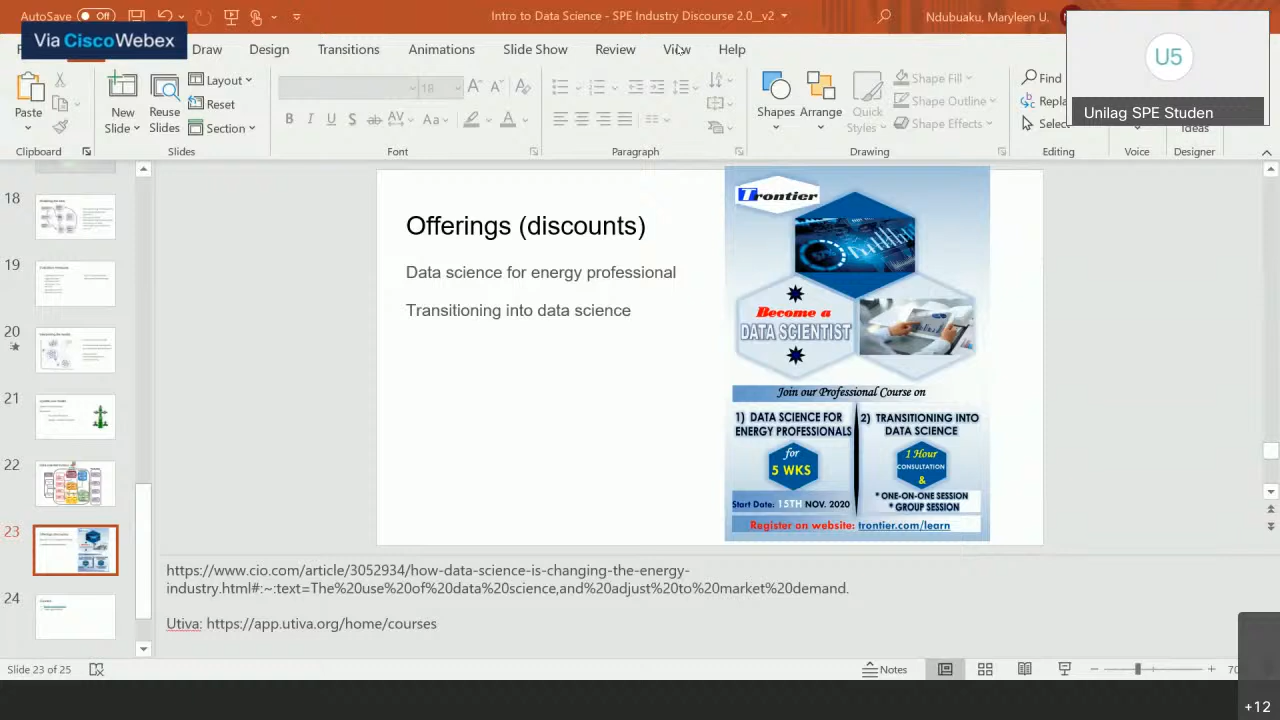 AutoSave Off
Intro to Data Science - SPE Industry Discourse 2.0__v2
Ndubuaku, Maryleen U.
Via CiscoWebex
Draw Design Transitions Animations Slide Show Review View Help
U5
Unilag SPE Studen
Paste
New
Slide
Reuse
Slides
Layout
Reset
Section
18
Shapes
Arrange
Quick
Styles
Shape Fill
Shape Outline
Shape Effects
Find
Repla
Select
Ideas
Clipboard Slides Font Paragraph Drawing Editing Voice Designer
18
19
20
21
22
23
24
Offerings (discounts)
Data science for energy professional
Transitioning into data science
Trontier
Become a
DATA SCIENTIST
Join our Professional Course on
1) DATA SCIENCE FOR
ENERGY PROFESSIONALS
for
5 WKS
Start Date: 15TH NOV. 2020
2) TRANSITIONING INTO
DATA SCIENCE
1 Hour
CONSULTATION
&
* ONE-ON-ONE SESSION
* GROUP SESSION
Register on website: trontier.com/learn
https://www.cio.com/article/3052934/how-data-science-is-changing-the-energy-
industry.html#:~:text=The%20use%20of%20data%20science,and%20adjust%20to%20market%20demand.
Utiva: https://app.utiva.org/home/courses
Slide 23 of 25
Notes
+12